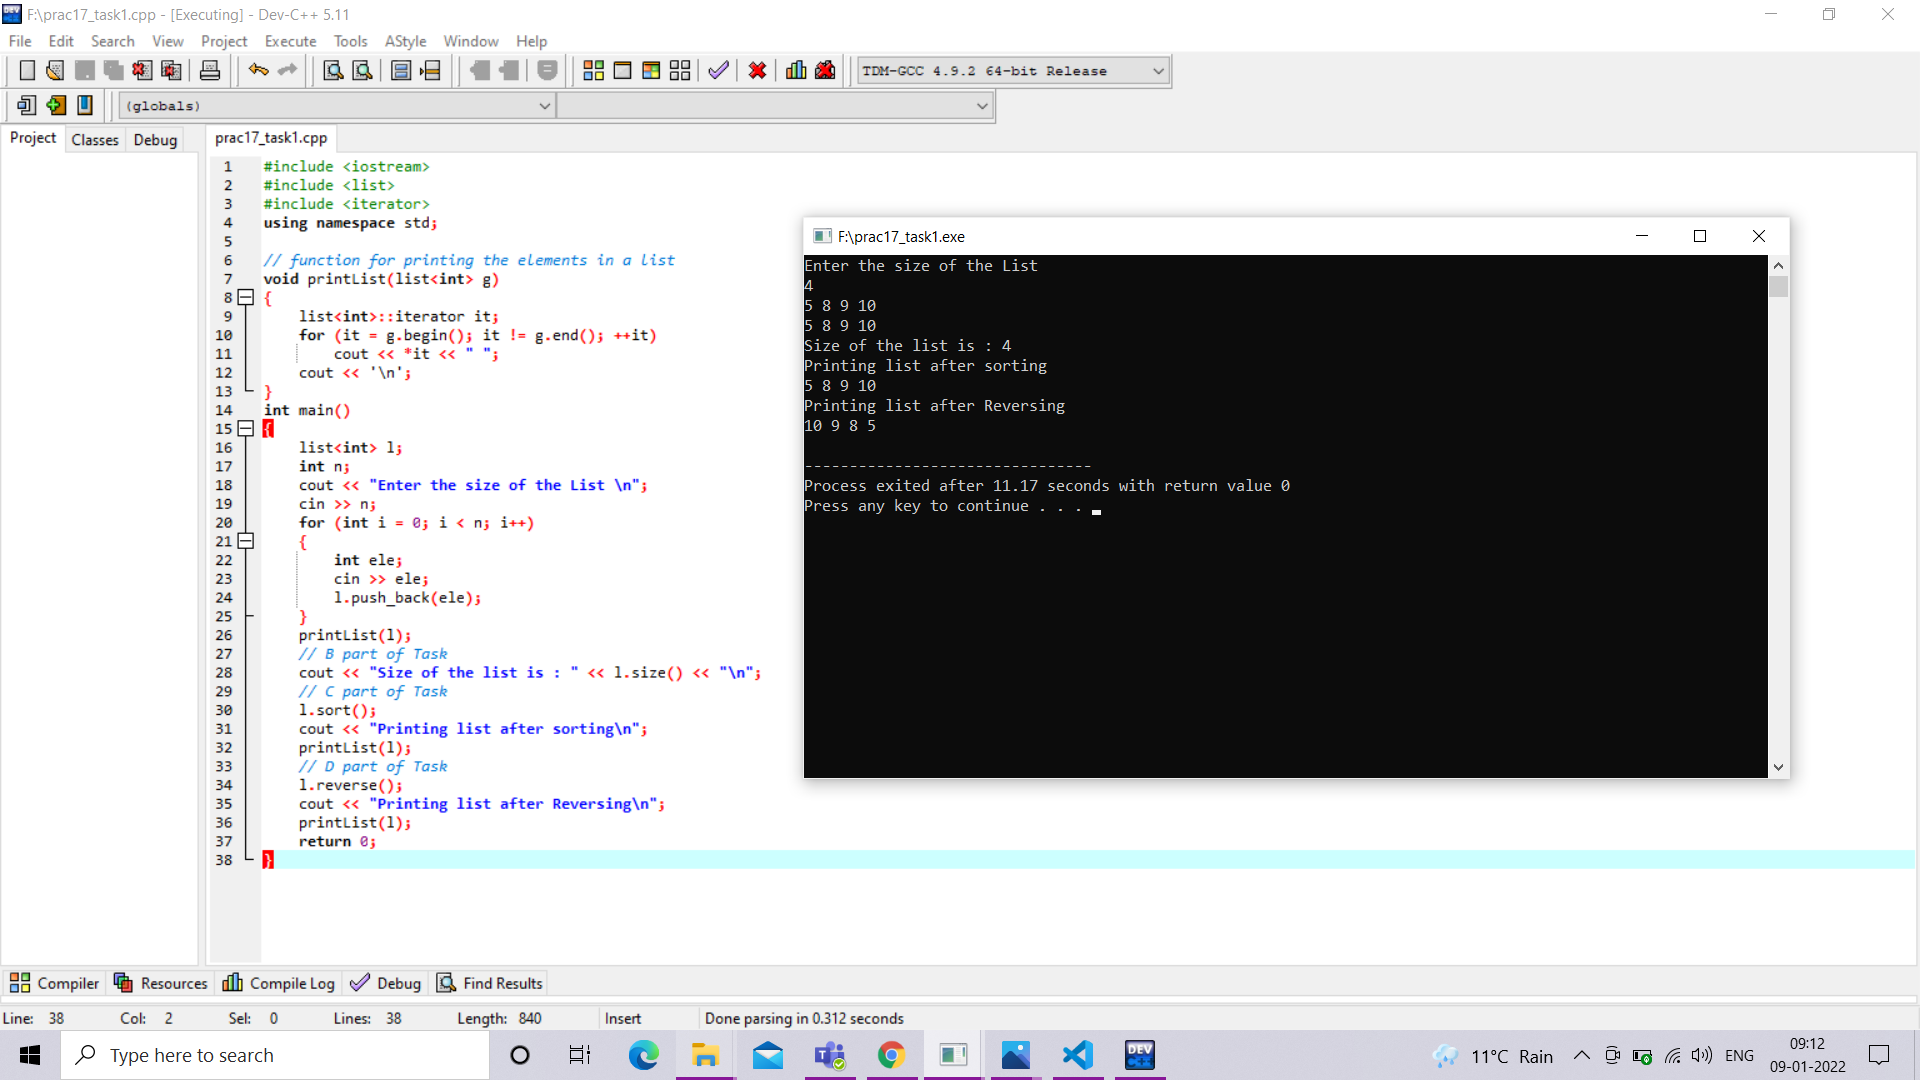 F:\prac17_task1.cpp - [Executing] - Dev-C++ 5.11
File Edit Search View Project Execute Tools AStyle Window Help
TDM-GCC 4.9.2 64-bit Release
(globals)
Project Classes Debug prac17_task1.cpp
1 #include <iostream>
2 #include <list>
3 #include <iterator>
4 using namespace std;
5
6 // function for printing the elements in a list
7 void printList(list<int> g)
8 {
9 list<int>::iterator it;
10 for (it = g.begin(); it != g.end(); ++it)
11 cout << *it << " ";
12 cout << '\n';
13 }
14 int main()
15 {
16 list<int> l;
17 int n;
18 cout << "Enter the size of the List \n";
19 cin >> n;
20 for (int i = 0; i < n; i++)
21 {
22 int ele;
23 cin >> ele;
24 l.push_back(ele);
25 }
26 printList(l);
27 // B part of Task
28 cout << "Size of the list is : " << l.size() << "\n";
29 // C part of Task
30 l.sort();
31 cout << "Printing list after sorting\n";
32 printList(l);
33 // D part of Task
34 l.reverse();
35 cout << "Printing list after Reversing\n";
36 printList(l);
37 return 0;
38 }
F:\prac17_task1.exe
Enter the size of the List
4
5 8 9 10
5 8 9 10
Size of the list is : 4
Printing list after sorting
5 8 9 10
Printing list after Reversing
10 9 8 5
--------------------------------
Process exited after 11.17 seconds with return value 0
Press any key to continue . . .
Compiler Resources Compile Log Debug Find Results
Line: 38 Col: 2 Sel: 0 Lines: 38 Length: 840 Insert Done parsing in 0.312 seconds
Type here to search
DEV
11°C Rain
ENG
09:12
09-01-2022